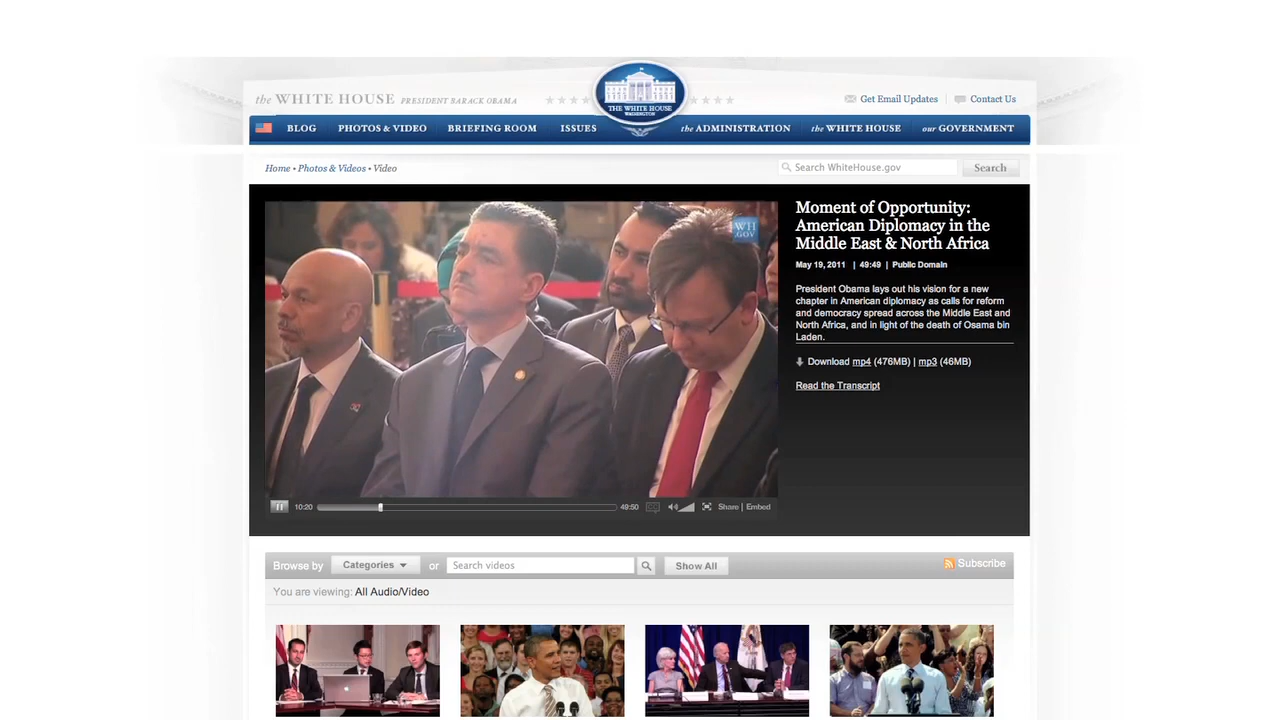 the WHITE HOUSE PRESIDENT BARACK OBAMA
THE WHITE HOUSE
WASHINGTON
Get Email Updates | Contact Us
BLOG PHOTOS & VIDEO BRIEFING ROOM ISSUES the ADMINISTRATION the WHITE HOUSE our GOVERNMENT
Home • Photos & Videos • Video
Search WhiteHouse.gov
Search
WH
.GOV
Moment of Opportunity:
American Diplomacy in the
Middle East & North Africa
May 19, 2011 | 49:49 | Public Domain
President Obama lays out his vision for a new
chapter in American diplomacy as calls for reform
and democracy spread across the Middle East and
North Africa, and in light of the death of Osama bin
Laden.
Download mp4 (476MB) | mp3 (46MB)
Read the Transcript
10:20 49:50 CC Share | Embed
Browse by Categories or Search videos Show All Subscribe
You are viewing: All Audio/Video